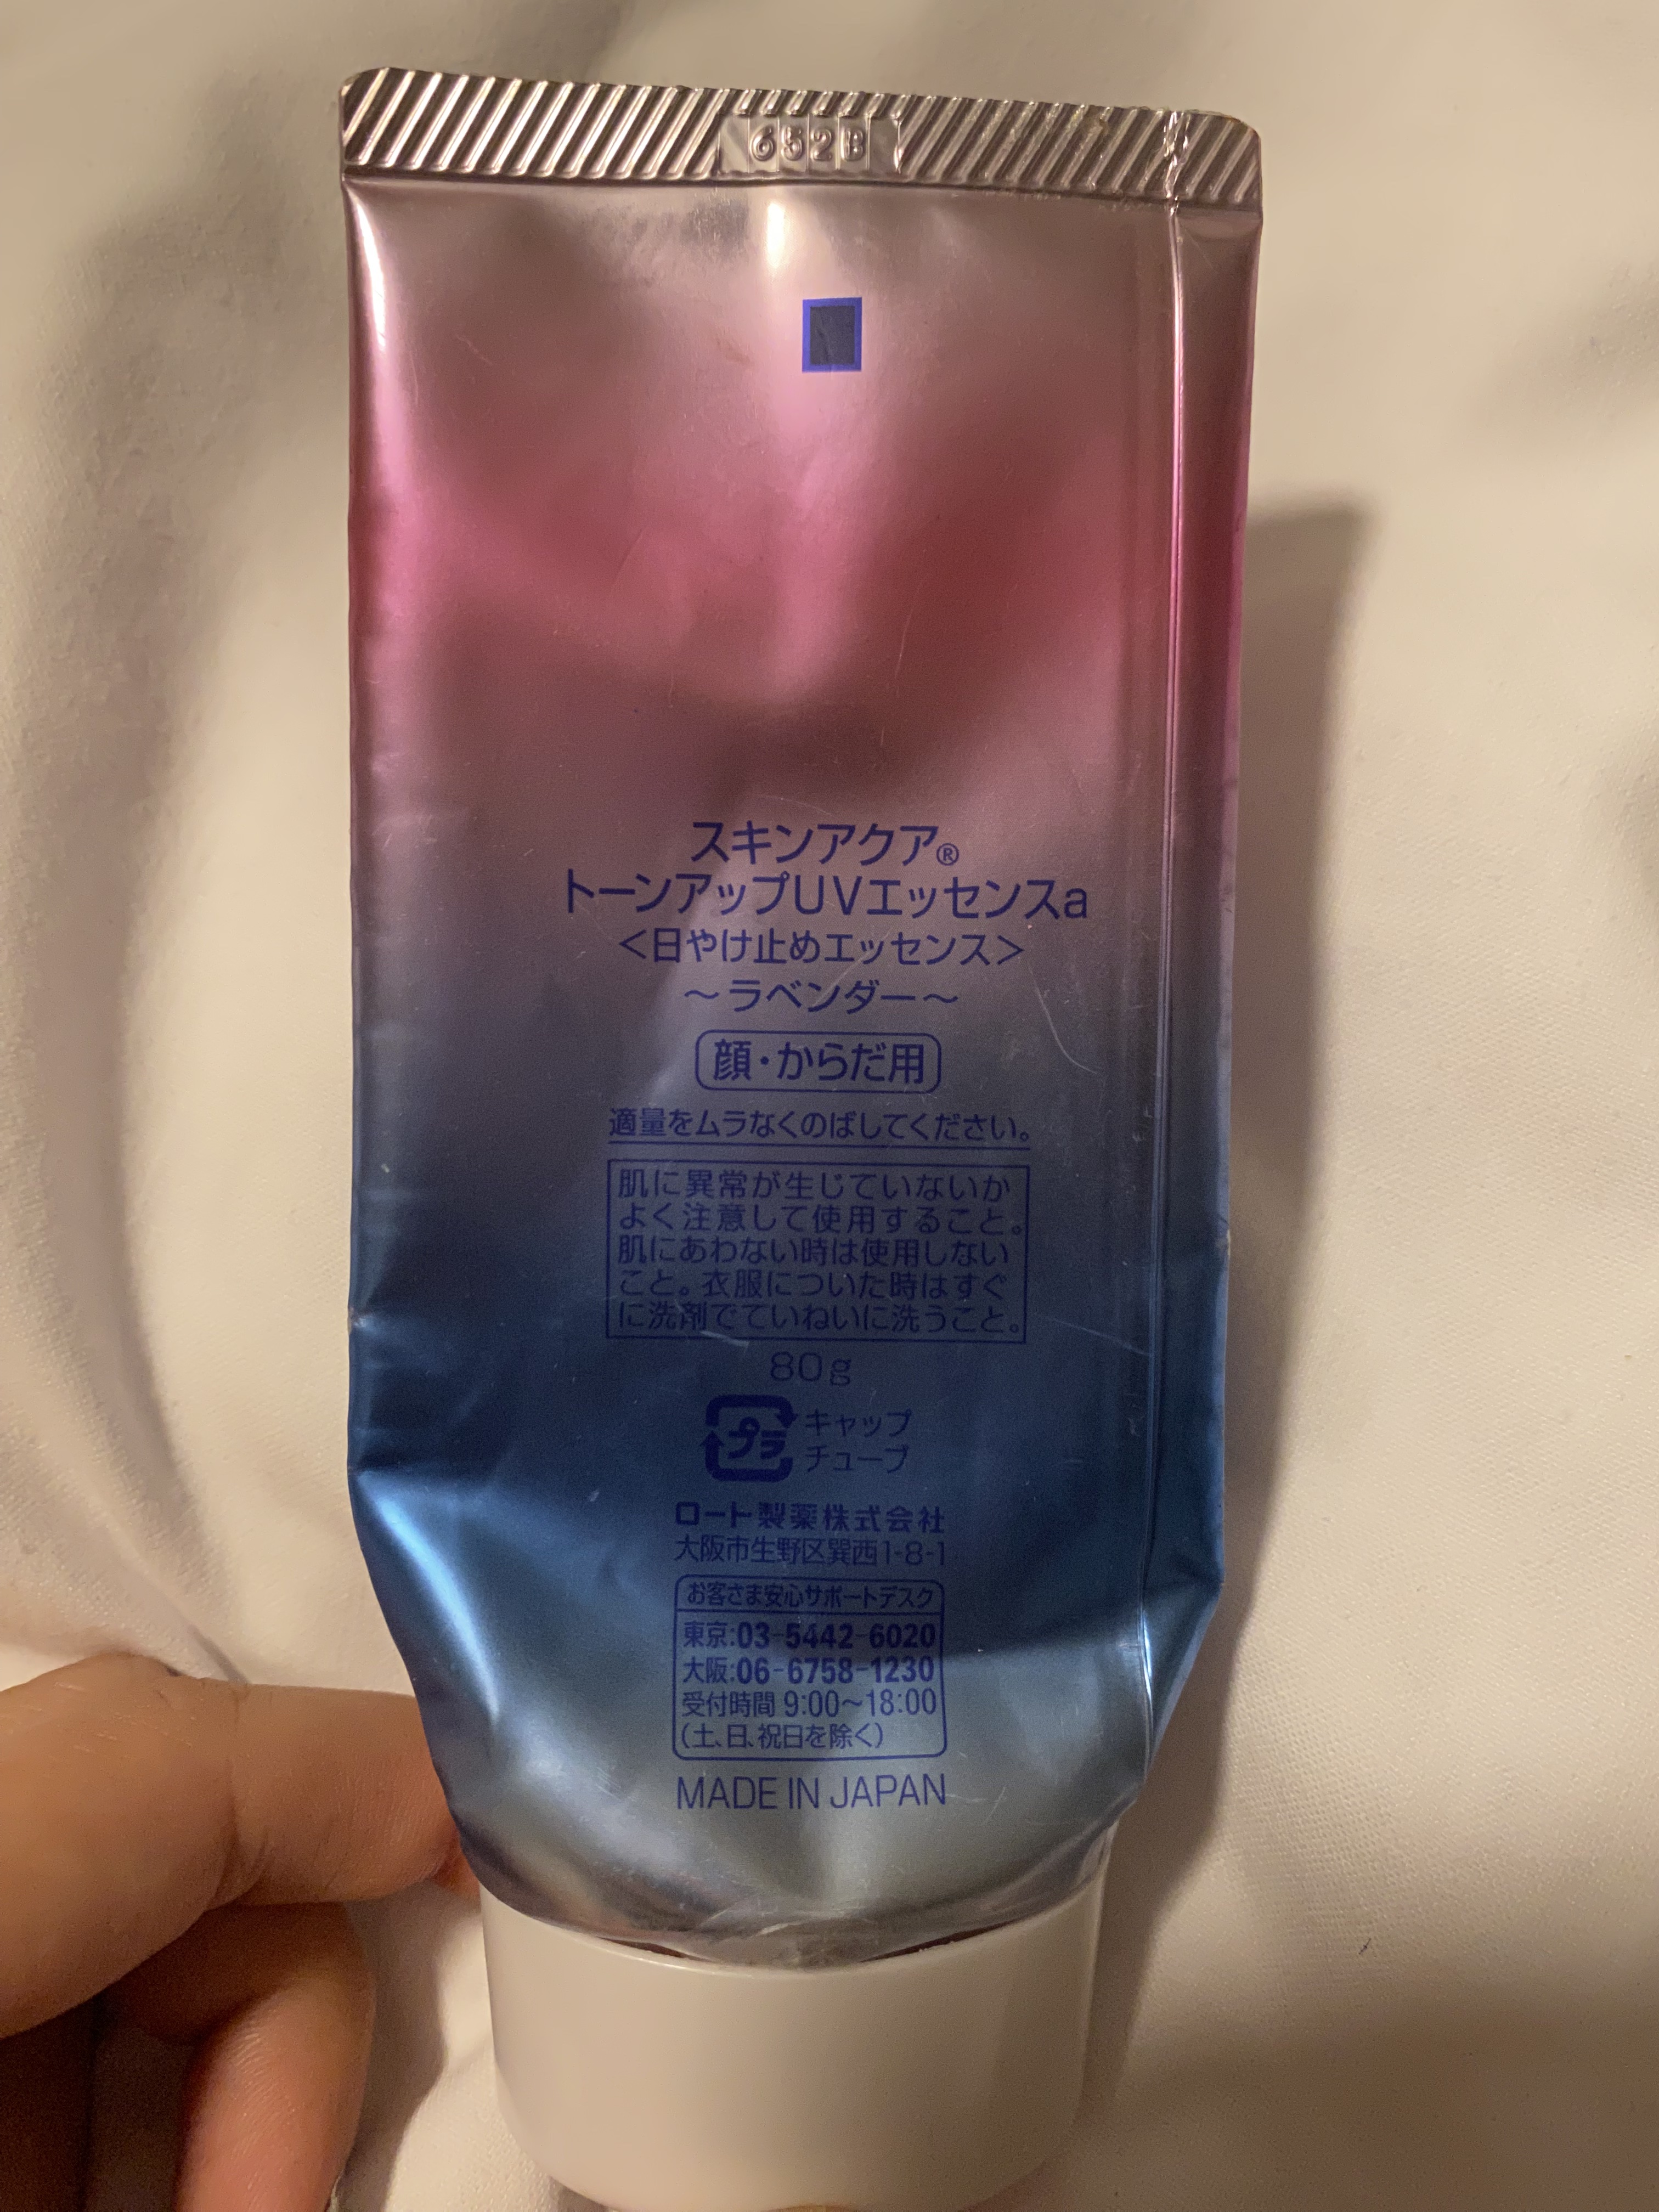 652B
スキンアクア®
トーンアップUVエッセンスa
＜日やけ止めエッセンス＞
～ラベンダー～
顔・からだ用
適量をムラなくのばしてください。
肌に異常が生じていないか
よく注意して使用すること。
肌にあわない時は使用しない
こと。衣服についた時はすぐ
に洗剤でていねいに洗うこと。
80g
プラ キャップ
チューブ
ロート製薬株式会社
大阪市生野区巽西1-8-1
お客さま安心サポートデスク
東京:03-5442-6020
大阪:06-6758-1230
受付時間 9:00～18:00
(土、日、祝日を除く)
MADE IN JAPAN